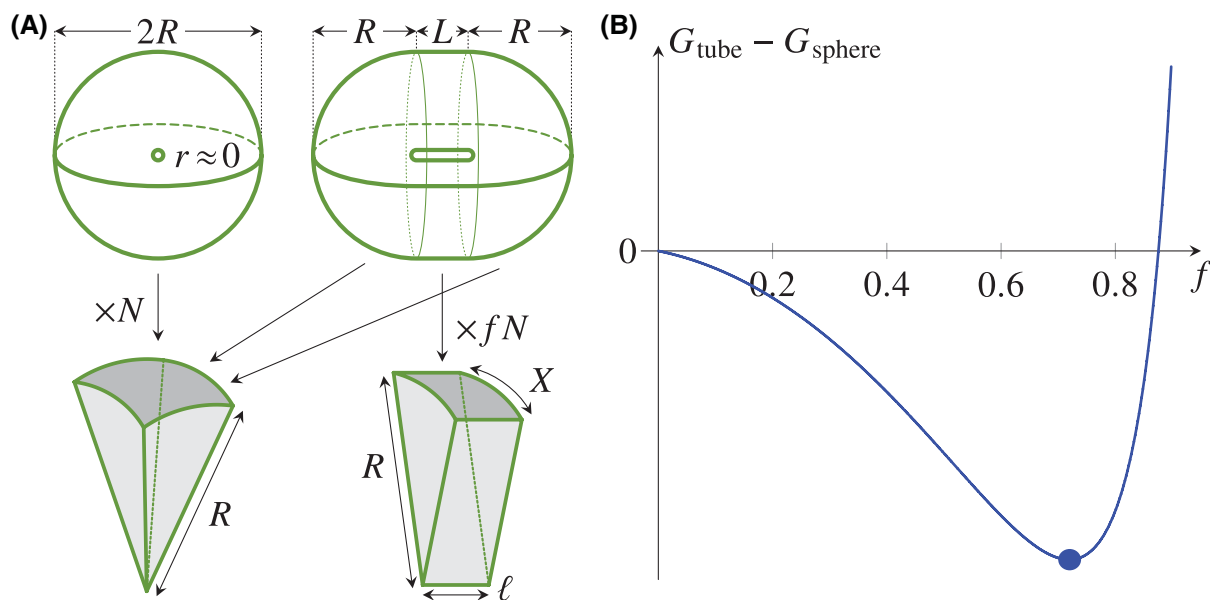 (A)
2R
R L R
r ≈ 0
×N
×fN
R
R
X
ℓ
(B)
G_tube − G_sphere
0
0.2 0.4 0.6 0.8
f